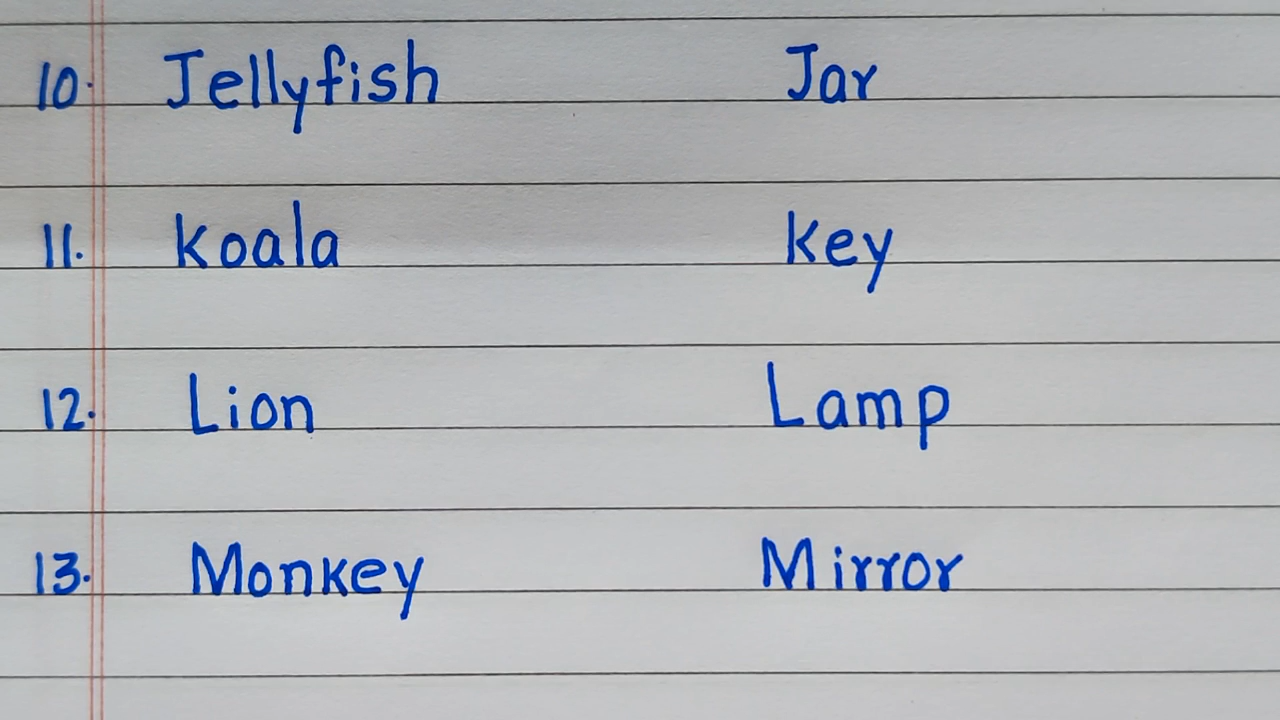 10. Jellyfish Jar
11. Koala Key
12. Lion Lamp
13. Monkey Mirror